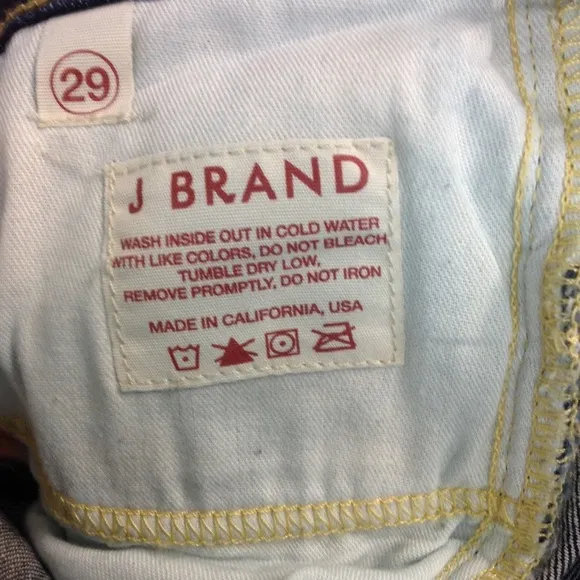 29
J BRAND
WASH INSIDE OUT IN COLD WATER
WITH LIKE COLORS, DO NOT BLEACH,
TUMBLE DRY LOW,
REMOVE PROMPTLY, DO NOT IRON
MADE IN CALIFORNIA, USA